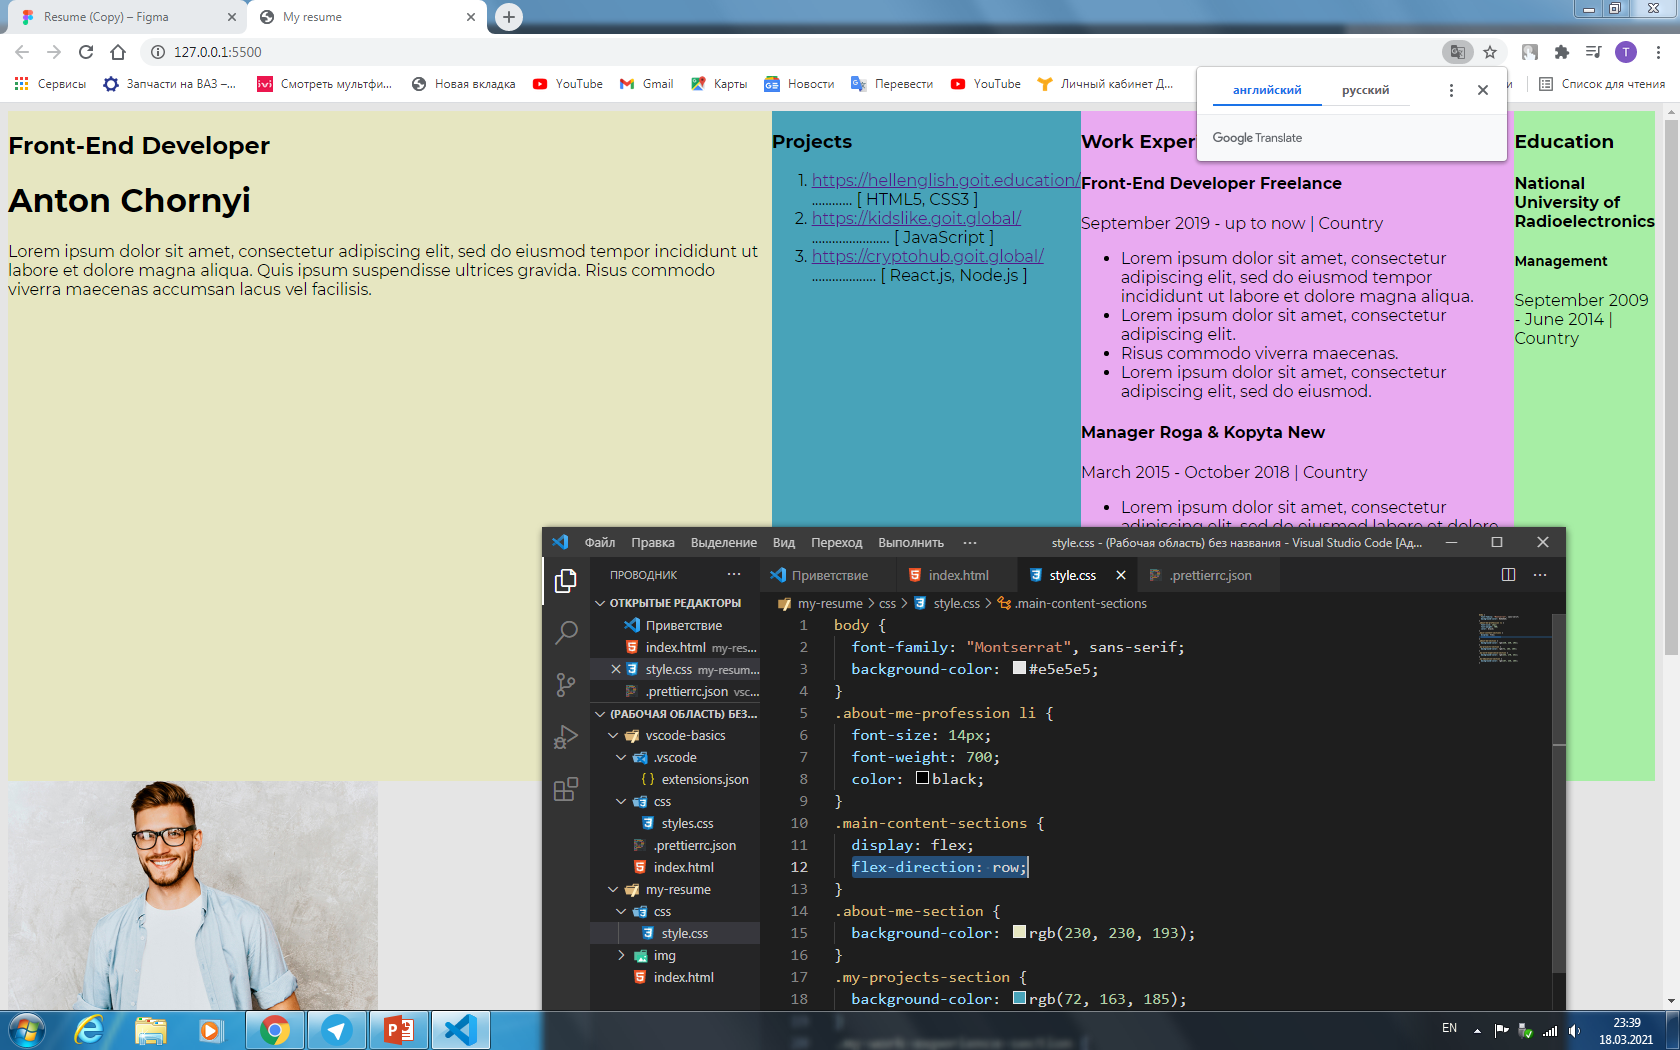 Resume (Copy) – Figma
My resume
127.0.0.1:5500
Сервисы
Запчасти на ВАЗ –...
Смотреть мультфи...
Новая вкладка
YouTube
Gmail
Карты
Новости
Перевести
YouTube
Личный кабинет Д...
Список для чтения
английский
русский
Google Translate
Front-End Developer
Anton Chornyi
Lorem ipsum dolor sit amet, consectetur adipiscing elit, sed do eiusmod tempor incididunt ut
labore et dolore magna aliqua. Quis ipsum suspendisse ultrices gravida. Risus commodo
viverra maecenas accumsan lacus vel facilisis.
Projects
1. https://hellenglish.goit.education/
............ [ HTML5, CSS3 ]
2. https://kidslike.goit.global/
....................... [ JavaScript ]
3. https://cryptohub.goit.global/
................... [ React.js, Node.js ]
Work Exper
Front-End Developer Freelance
September 2019 - up to now | Country
• Lorem ipsum dolor sit amet, consectetur
adipiscing elit, sed do eiusmod tempor
incididunt ut labore et dolore magna aliqua.
• Lorem ipsum dolor sit amet, consectetur
adipiscing elit.
• Risus commodo viverra maecenas.
• Lorem ipsum dolor sit amet, consectetur
adipiscing elit, sed do eiusmod.
Manager Roga & Kopyta New
March 2015 - October 2018 | Country
• Lorem ipsum dolor sit amet, consectetur
adipiscing elit, sed do eiusmod labore et dolore
Education
National
University of
Radioelectronics
Management
September 2009
- June 2014 |
Country
Файл Правка Выделение Вид Переход Выполнить ···
style.css - (Рабочая область) без названия - Visual Studio Code [Ад...
ПРОВОДНИК
ОТКРЫТЫЕ РЕДАКТОРЫ
Приветствие
index.html my-res...
style.css my-resum...
.prettierrc.json vsc...
(РАБОЧАЯ ОБЛАСТЬ) БЕЗ...
vscode-basics
.vscode
{ } extensions.json
css
styles.css
.prettierrc.json
index.html
my-resume
css
style.css
img
index.html
Приветствие
index.html
style.css
.prettierrc.json
my-resume > css > style.css > .main-content-sections
1 body {
2 font-family: "Montserrat", sans-serif;
3 background-color: #e5e5e5;
4 }
5 .about-me-profession li {
6 font-size: 14px;
7 font-weight: 700;
8 color: black;
9 }
10 .main-content-sections {
11 display: flex;
12 flex-direction: row;
13 }
14 .about-me-section {
15 background-color: rgb(230, 230, 193);
16 }
17 .my-projects-section {
18 background-color: rgb(72, 163, 185);
EN
23:39
18.03.2021